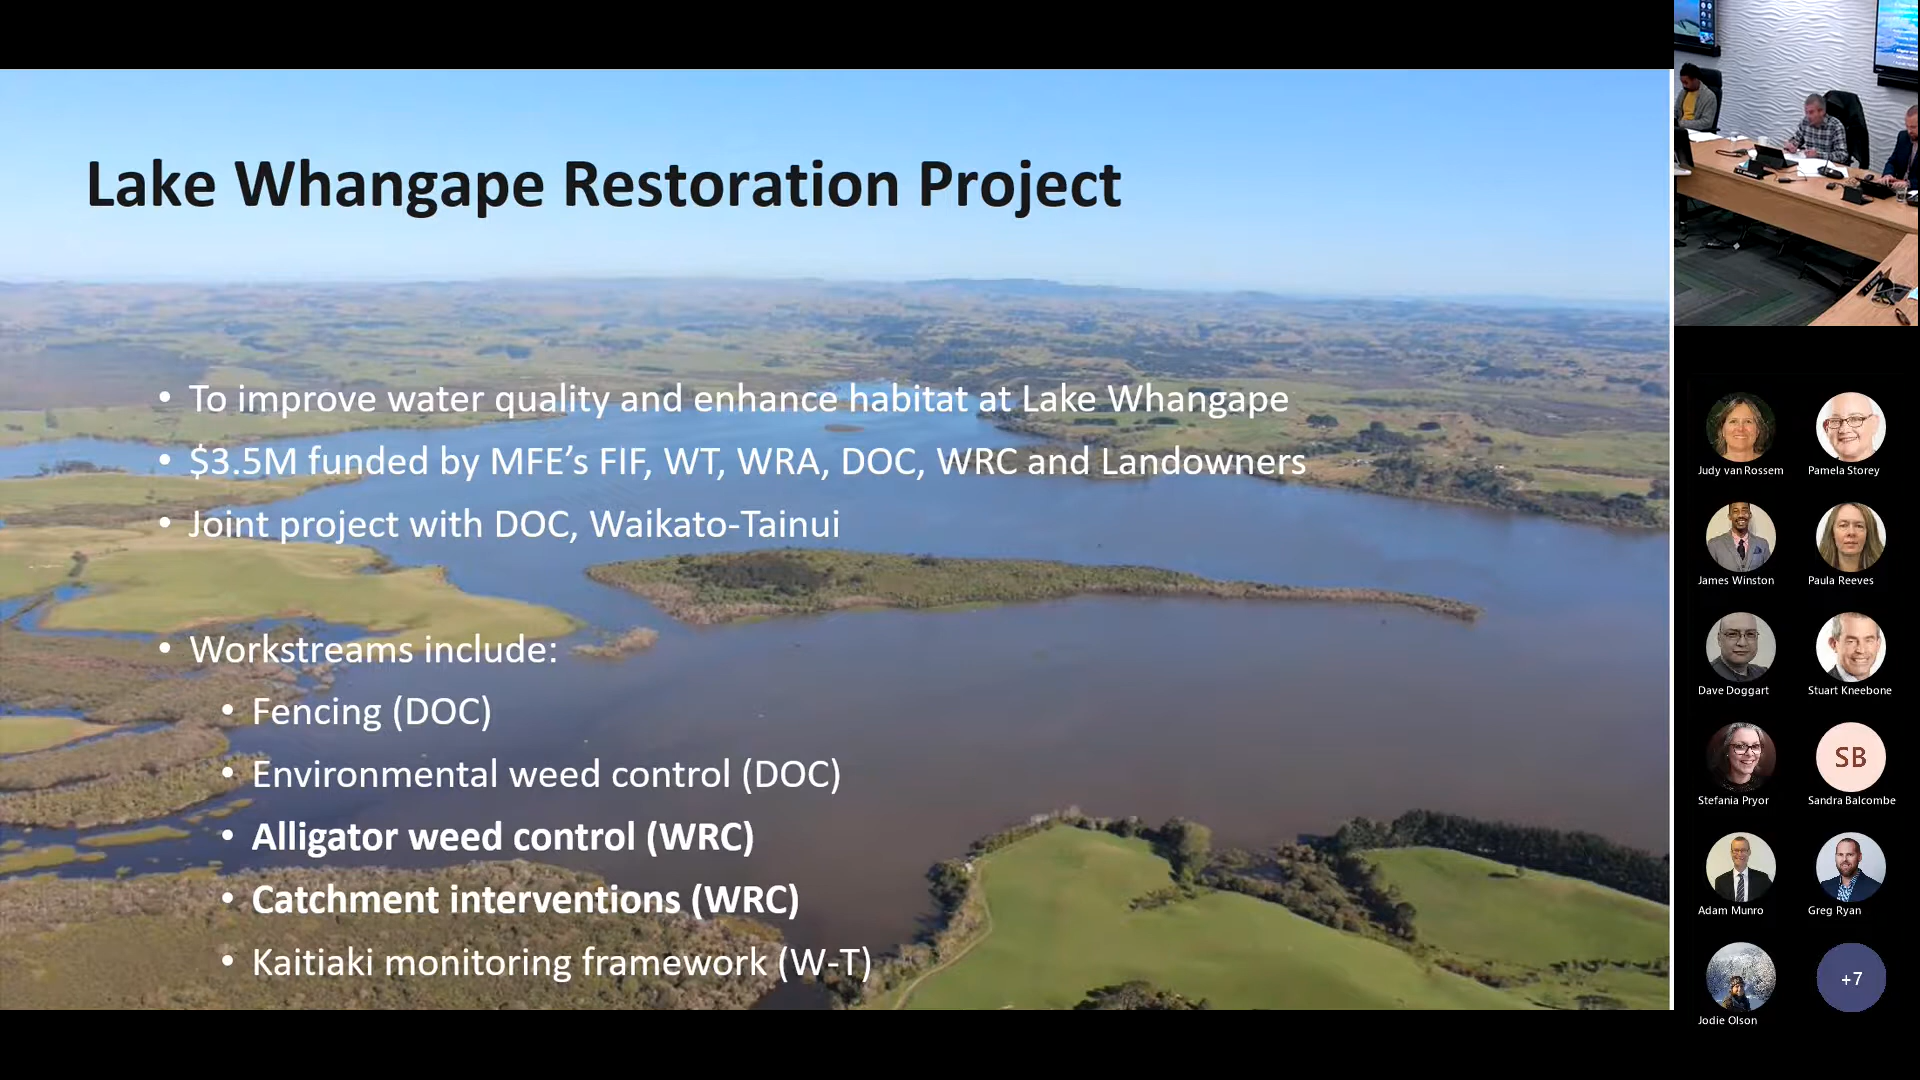 Lake Whangape Restoration Project
• To improve water quality and enhance habitat at Lake Whangape
• $3.5M funded by MFE’s FIF, WT, WRA, DOC, WRC and Landowners
• Joint project with DOC, Waikato-Tainui
• Workstreams include:
• Fencing (DOC)
• Environmental weed control (DOC)
• Alligator weed control (WRC)
• Catchment interventions (WRC)
• Kaitiaki monitoring framework (W-T)
Judy van Rossem
Pamela Storey
James Winston
Paula Reeves
Dave Doggart
Stuart Kneebone
Stefania Pryor
SB
Sandra Balcombe
Adam Munro
Greg Ryan
Jodie Olson
+7